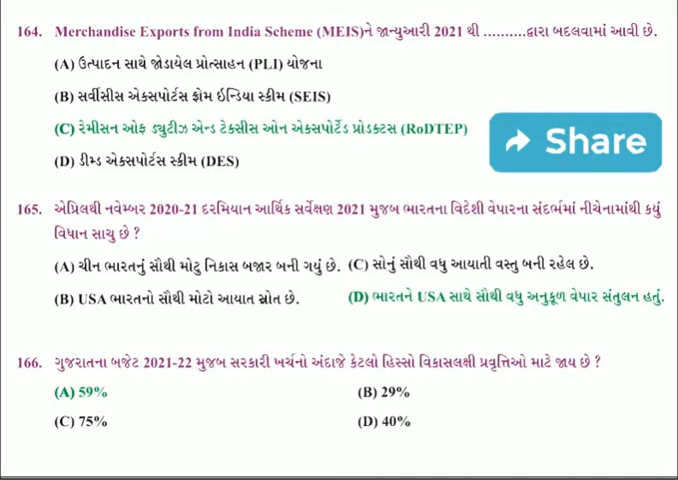 164. Merchandise Exports from India Scheme (MEIS)ને જાન્યુઆરી 2021 થી ..........દ્વારા બદલવામાં આવી છે.
(A) ઉત્પાદન સાથે જોડાયેલ પ્રોત્સાહન (PLI) યોજના
(B) સર્વીસીસ એક્સપોર્ટસ ફ્રોમ ઇન્ડિયા સ્કીમ (SEIS)
(C) રેમીસન ઓફ ડ્યુટીઝ એન્ડ ટેક્સીસ ઓન એક્સપોર્ટેડ પ્રોડક્ટસ (RoDTEP)
Share
(D) ડીમ્ડ એક્સપોર્ટસ સ્કીમ (DES)
165. એપ્રિલથી નવેમ્બર 2020-21 દરમિયાન આર્થિક સર્વેક્ષણ 2021 મુજબ ભારતના વિદેશી વેપારના સંદર્ભમાં નીચેનામાંથી કયું
વિધાન સાચુ છે ?
(A) ચીન ભારતનું સૌથી મોટુ નિકાસ બજાર બની ગયું છે. (C) સોનું સૌથી વધુ આયાતી વસ્તુ બની રહેલ છે.
(B) USA ભારતનો સૌથી મોટો આયાત સ્રોત છે. (D) ભારતને USA સાથે સૌથી વધુ અનુકૂળ વેપાર સંતુલન હતું.
166. ગુજરાતના બજેટ 2021-22 મુજબ સરકારી ખર્ચનો અંદાજે કેટલો હિસ્સો વિકાસલક્ષી પ્રવૃત્તિઓ માટે જાય છે ?
(A) 59% (B) 29%
(C) 75% (D) 40%